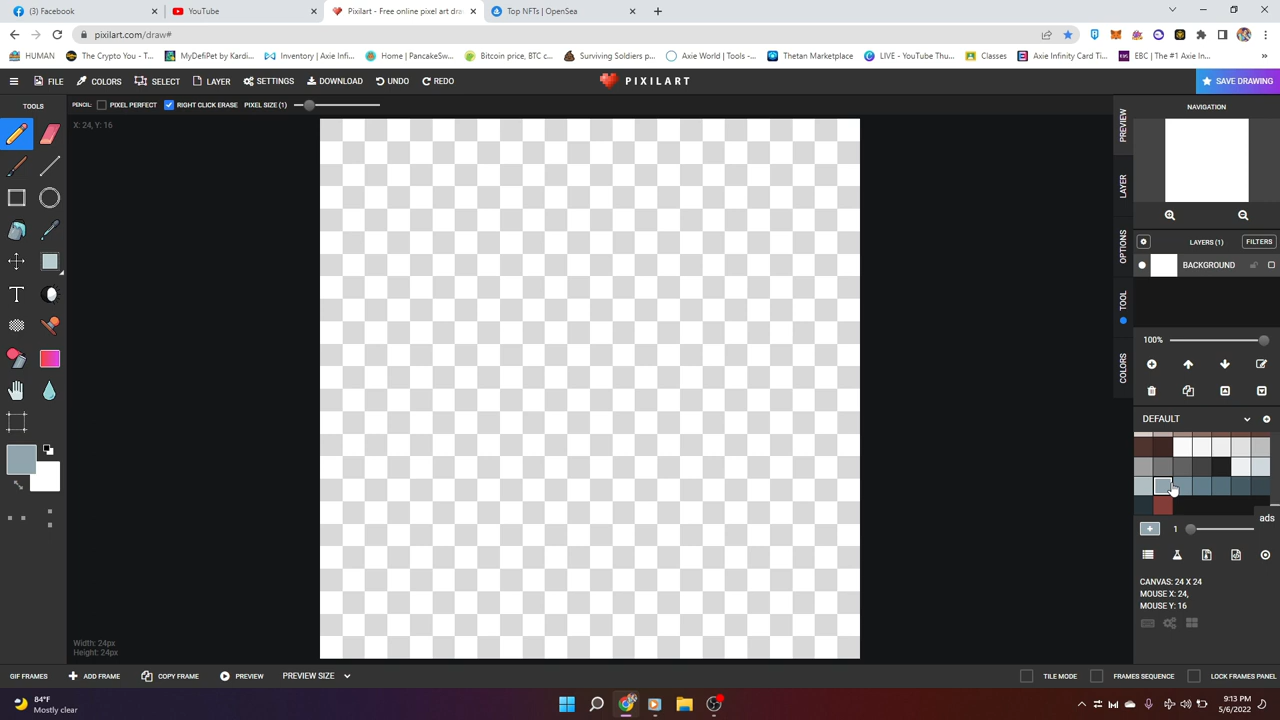 (3) Facebook
YouTube
Pixilart - Free online pixel art dra
Top NFTs | OpenSea
pixilart.com/draw#
HUMAN
The Crypto You - T...
MyDefiPet by Kardi...
Inventory | Axie Infi...
Home | PancakeSw...
Bitcoin price, BTC c...
Surviving Soldiers p...
Axie World | Tools -...
Thetan Marketplace
LIVE - YouTube Thu...
Classes
Axie Infinity Card Ti...
EBC | The #1 Axie In...
FILE
COLORS
SELECT
LAYER
SETTINGS
DOWNLOAD
UNDO
REDO
PIXILART
SAVE DRAWING
TOOLS
PENCIL:
PIXEL PERFECT
RIGHT CLICK ERASE
PIXEL SIZE (1)
NAVIGATION
X: 24, Y: 16
PREVIEW
LAYER
OPTIONS
TOOL
COLORS
LAYERS (1)
FILTERS
BACKGROUND
100%
DEFAULT
ads
1
CANVAS: 24 X 24
MOUSE X: 24,
MOUSE Y: 16
Width: 24px
Height: 24px
GIF FRAMES
ADD FRAME
COPY FRAME
PREVIEW
PREVIEW SIZE
TILE MODE
FRAMES SEQUENCE
LOCK FRAMES PANEL
84°F
Mostly clear
9:13 PM
5/6/2022